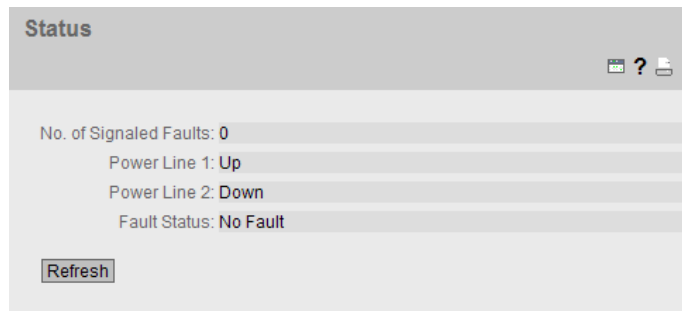 Status
?
No. of Signaled Faults: 0
Power Line 1: Up
Power Line 2: Down
Fault Status: No Fault
Refresh